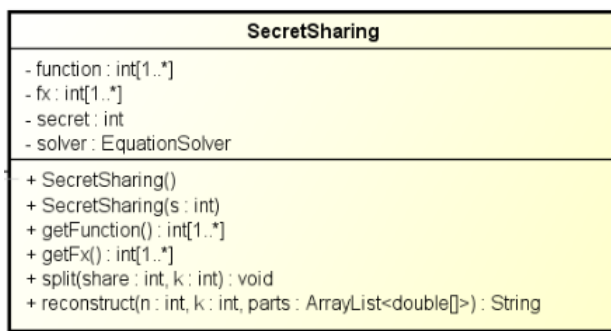 SecretSharing
- function : int[1..*]
- fx : int[1..*]
- secret : int
- solver : EquationSolver
+ SecretSharing()
+ SecretSharing(s : int)
+ getFunction() : int[1..*]
+ getFx() : int[1..*]
+ split(share : int, k : int) : void
+ reconstruct(n : int, k : int, parts : ArrayList<double[]>) : String